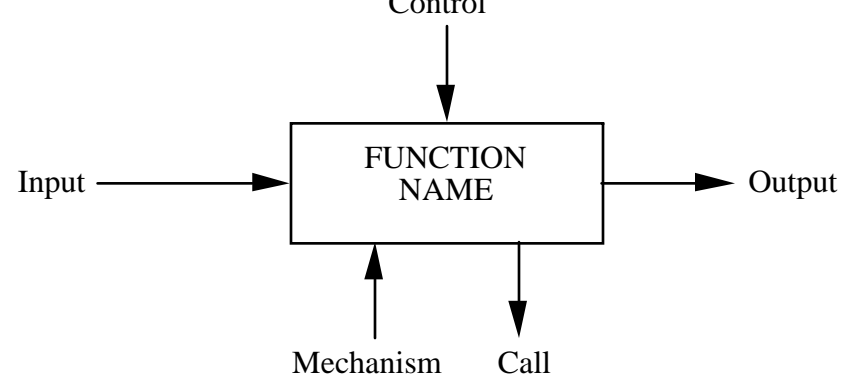 Control
FUNCTION
NAME
Input
Output
Mechanism
Call